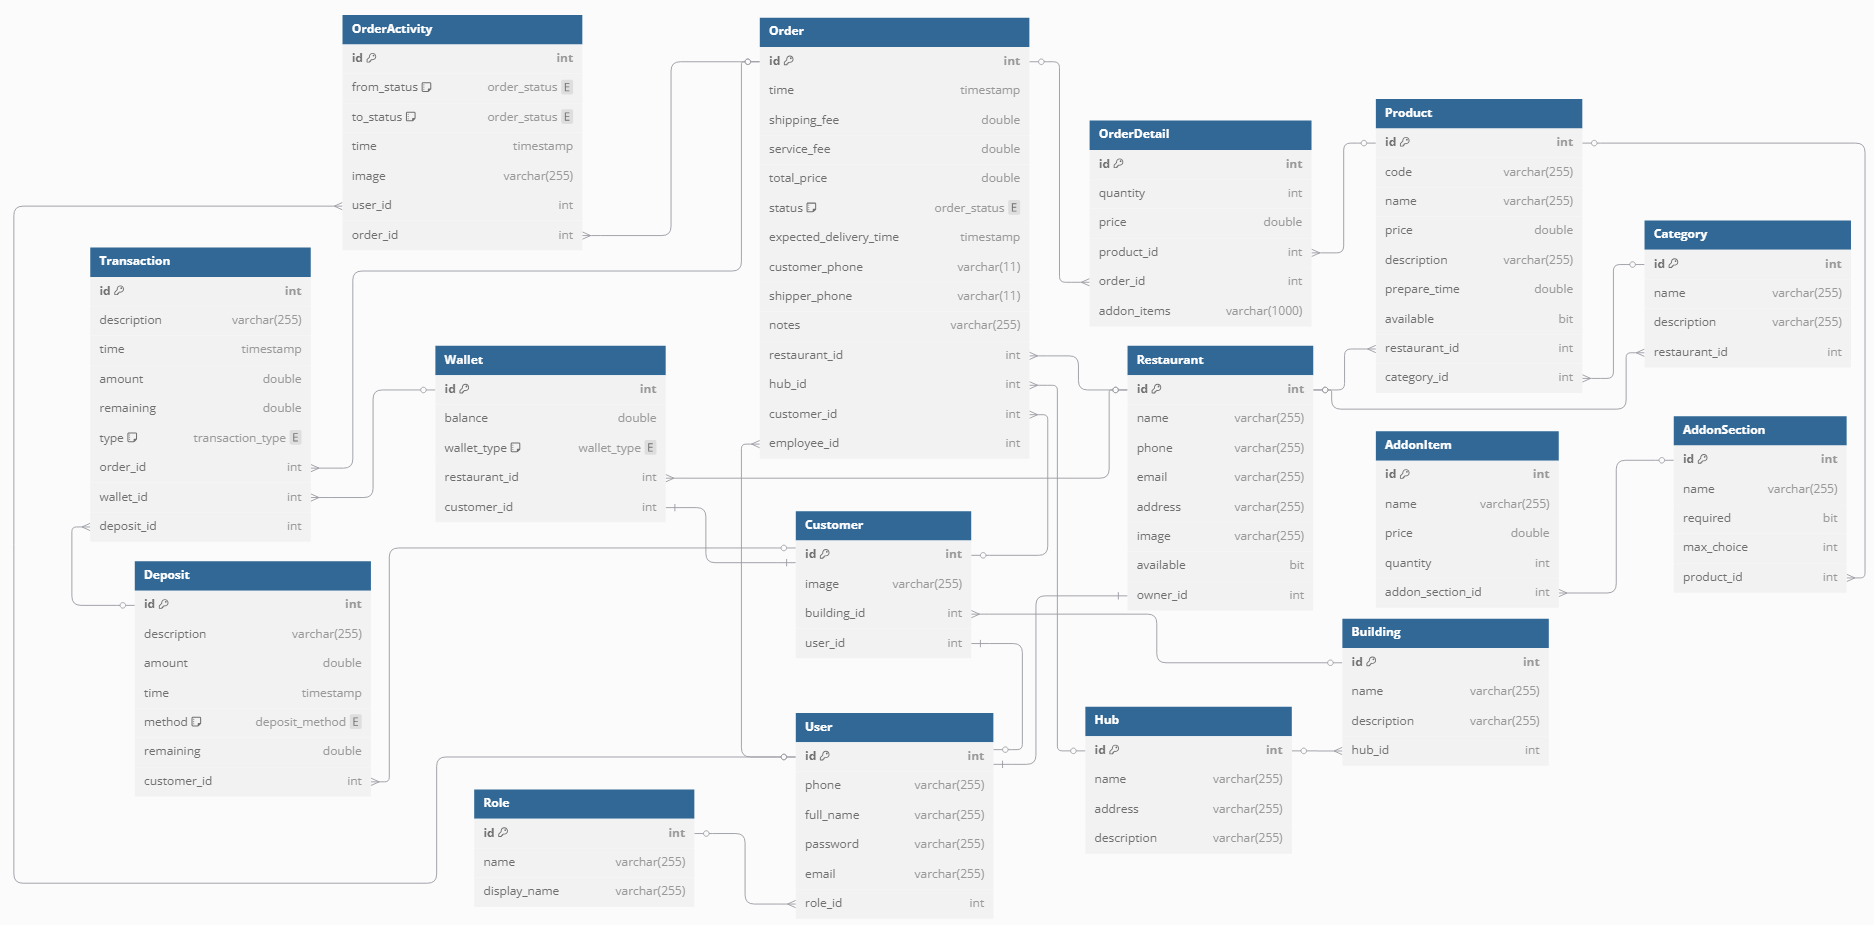 OrderActivity
id int
from_status order_status E
to_status order_status E
time timestamp
image varchar(255)
user_id int
order_id int
Order
id int
time timestamp
shipping_fee double
service_fee double
total_price double
status order_status E
expected_delivery_time timestamp
customer_phone varchar(11)
shipper_phone varchar(11)
notes varchar(255)
restaurant_id int
hub_id int
customer_id int
employee_id int
OrderDetail
id int
quantity int
price double
product_id int
order_id int
addon_items varchar(1000)
Product
id int
code varchar(255)
name varchar(255)
price double
description varchar(255)
prepare_time double
available bit
restaurant_id int
category_id int
Category
id int
name varchar(255)
description varchar(255)
restaurant_id int
Transaction
id int
description varchar(255)
time timestamp
amount double
remaining double
type transaction_type E
order_id int
wallet_id int
deposit_id int
Wallet
id int
balance double
wallet_type wallet_type E
restaurant_id int
customer_id int
Restaurant
id int
name varchar(255)
phone varchar(255)
email varchar(255)
address varchar(255)
image varchar(255)
available bit
owner_id int
AddonItem
id int
name varchar(255)
price double
quantity int
addon_section_id int
AddonSection
id int
name varchar(255)
required bit
max_choice int
product_id int
Customer
id int
image varchar(255)
building_id int
user_id int
Deposit
id int
description varchar(255)
amount double
time timestamp
method deposit_method E
remaining double
customer_id int
Building
id int
name varchar(255)
description varchar(255)
hub_id int
User
id int
phone varchar(255)
full_name varchar(255)
password varchar(255)
email varchar(255)
role_id int
Hub
id int
name varchar(255)
address varchar(255)
description varchar(255)
Role
id int
name varchar(255)
display_name varchar(255)